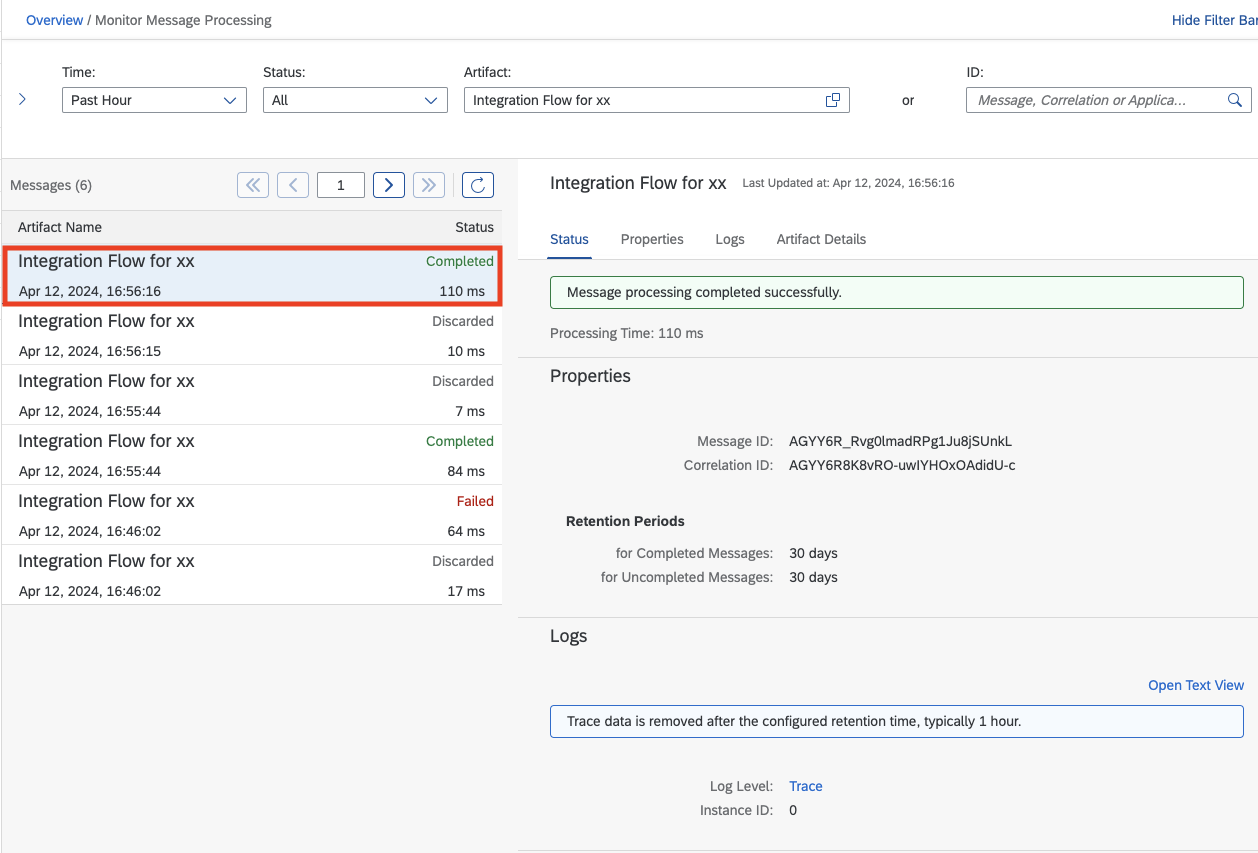 Overview / Monitor Message Processing
Hide Filter Bar
Time:
Status:
Artifact:
ID:
Past Hour
All
Integration Flow for xx
or
Message, Correlation or Applica...
Messages (6)
1
Artifact Name
Status
Integration Flow for xx
Completed
Apr 12, 2024, 16:56:16
110 ms
Integration Flow for xx
Discarded
Apr 12, 2024, 16:56:15
10 ms
Integration Flow for xx
Discarded
Apr 12, 2024, 16:55:44
7 ms
Integration Flow for xx
Completed
Apr 12, 2024, 16:55:44
84 ms
Integration Flow for xx
Failed
Apr 12, 2024, 16:46:02
64 ms
Integration Flow for xx
Discarded
Apr 12, 2024, 16:46:02
17 ms
Integration Flow for xx
Last Updated at: Apr 12, 2024, 16:56:16
Status
Properties
Logs
Artifact Details
Message processing completed successfully.
Processing Time: 110 ms
Properties
Message ID: AGYY6R_Rvg0lmadRPg1Ju8jSUnkL
Correlation ID: AGYY6R8K8vRO-uwIYHOxOAdidU-c
Retention Periods
for Completed Messages: 30 days
for Uncompleted Messages: 30 days
Logs
Open Text View
Trace data is removed after the configured retention time, typically 1 hour.
Log Level: Trace
Instance ID: 0